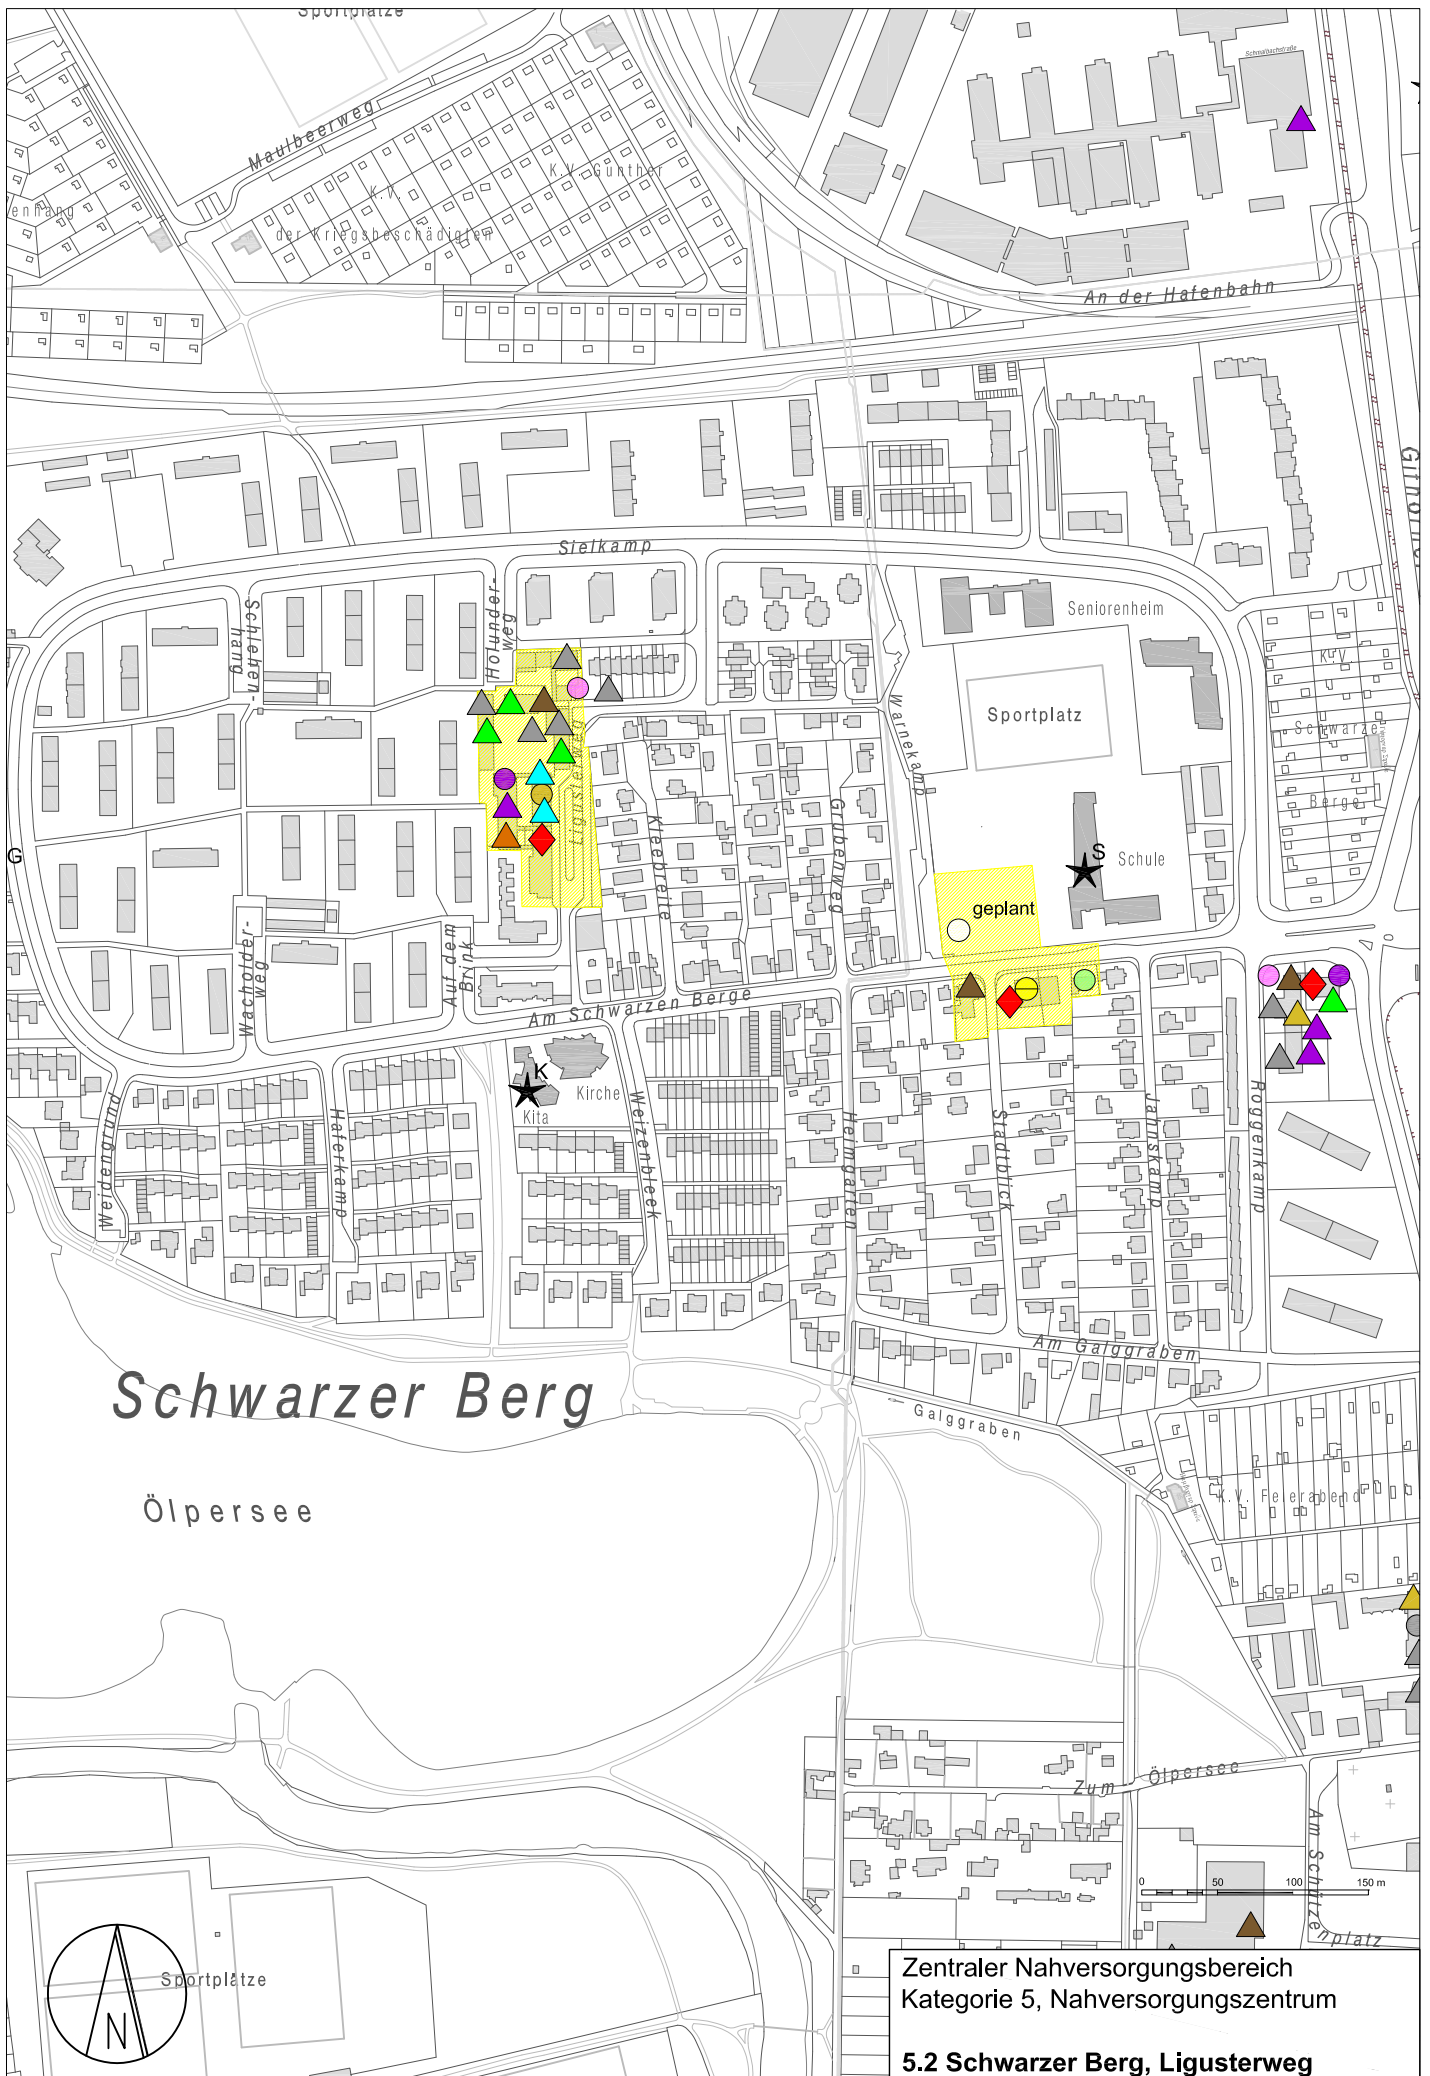 Sportplätze
Schmalbachstraße
Maulbeerweg
K.V. Günther
K.V.
der Kriegsbeschädigten
enhang
An der Hafenbahn
Sielkamp
Schlehen-
hang
Holunder-
weg
Seniorenheim
K.V.
Sportplatz
Schwarze
Berge
Warnekamp
Ligusterweg
Kleebreite
Grubenweg
G
S
Schule
geplant
Wacholder-
weg
Auf dem
Brink
Am Schwarzen Berge
K
Kirche
Kita
Weidengrund
Haferkamp
Weizenbleek
Heimgarten
Stadtblick
Jahnskamp
Roggenkamp
Am Galggraben
Schwarzer Berg
Galggraben
Ölpersee
K.V. Feierabend
Zum Ölpersee
Am Schützenplatz
0 50 100 150 m
Sportplätze
N
Zentraler Nahversorgungsbereich
Kategorie 5, Nahversorgungszentrum
5.2 Schwarzer Berg, Ligusterweg